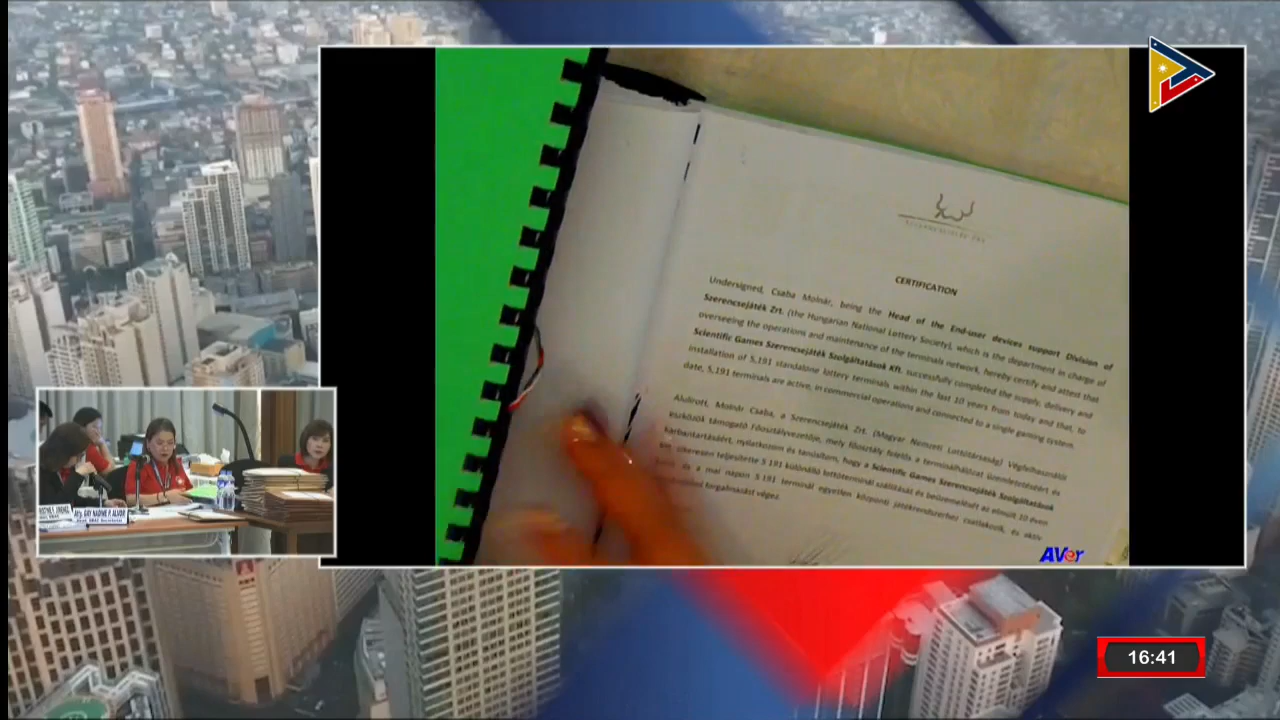 CERTIFICATION
Undersigned, Csaba Molnár, being the Head of the End-user devices support Division of
Szerencsejáték Zrt. (the Hungarian National Lottery Society), which is the department in charge of
overseeing the operations and maintenance of the terminals network, hereby certify and attest that
Scientific Games Szerencsejáték Szolgáltatások Kft. successfully completed the supply, delivery and
installation of 5,191 standalone lottery terminals within the last 10 years from today and that, to
date, 5,191 terminals are active, in commercial operations and connected to a single gaming system.
Alulírott, Molnár Csaba, a Szerencsejáték Zrt. (Magyar Nemzeti Lottótársaság) Végfelhasználói
eszközök támogató Főosztályvezetője, mely főosztály felelős a terminálhálózat üzemeltetéséért és
karbantartásáért, nyilatkozom és tanúsítom, hogy a Scientific Games Szerencsejáték Szolgáltatások
sikeresen teljesítette 5 191 különálló lottóterminál szállítását és beüzemelését az elmúlt 10 éven
és a mai napon 5 191 terminál egyetlen központi játékrendszerhez csatlakozik, és aktív
forgalmazást végez.
AVer
Aty. GAY NADINE P. ALVOR
16:41